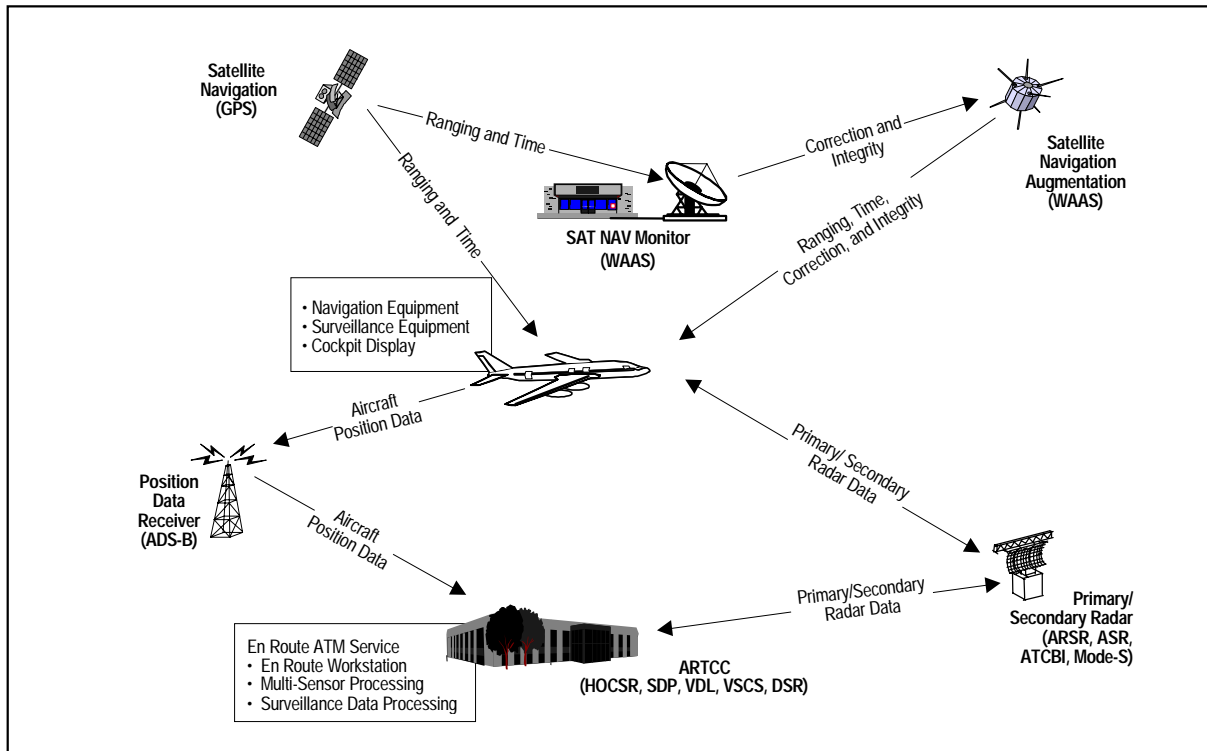 Satellite
Navigation
(GPS)
Ranging and Time
Ranging and Time
Correction and
Integrity
Satellite
Navigation
Augmentation
(WAAS)
SAT NAV Monitor
(WAAS)
Ranging, Time,
Correction, and Integrity
• Navigation Equipment
• Surveillance Equipment
• Cockpit Display
Aircraft
Position Data
Position
Data
Receiver
(ADS-B)
Aircraft
Position Data
Primary/ Secondary
Radar Data
Primary/Secondary
Radar Data
Primary/
Secondary Radar
(ARSR, ASR,
ATCBI, Mode-S)
En Route ATM Service
• En Route Workstation
• Multi-Sensor Processing
• Surveillance Data Processing
ARTCC
(HOCSR, SDP, VDL, VSCS, DSR)